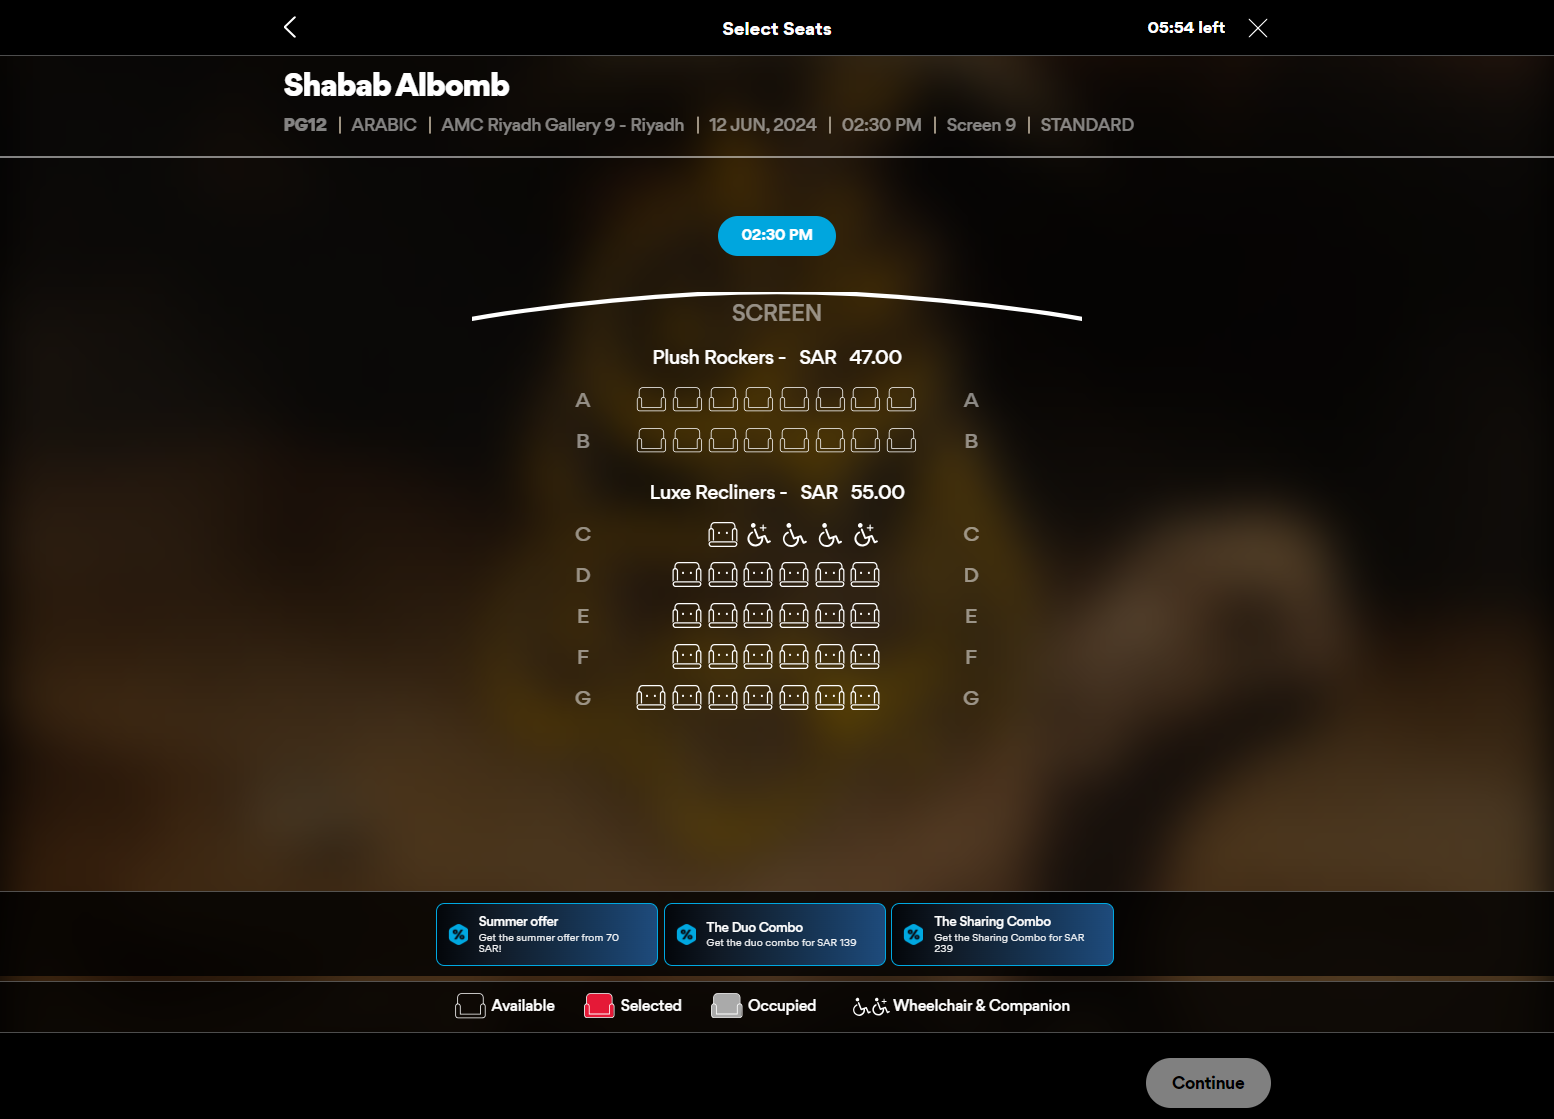 Select Seats
05:54 left
Shabab Albomb
PG12 | ARABIC | AMC Riyadh Gallery 9 - Riyadh | 12 JUN, 2024 | 02:30 PM | Screen 9 | STANDARD
02:30 PM
SCREEN
Plush Rockers - SAR 47.00
A A
B B
Luxe Recliners - SAR 55.00
C C
D D
E E
F F
G G
Summer offer
Get the summer offer from 70
SAR!
The Duo Combo
Get the duo combo for SAR 139
The Sharing Combo
Get the Sharing Combo for SAR
239
Available Selected Occupied Wheelchair & Companion
Continue